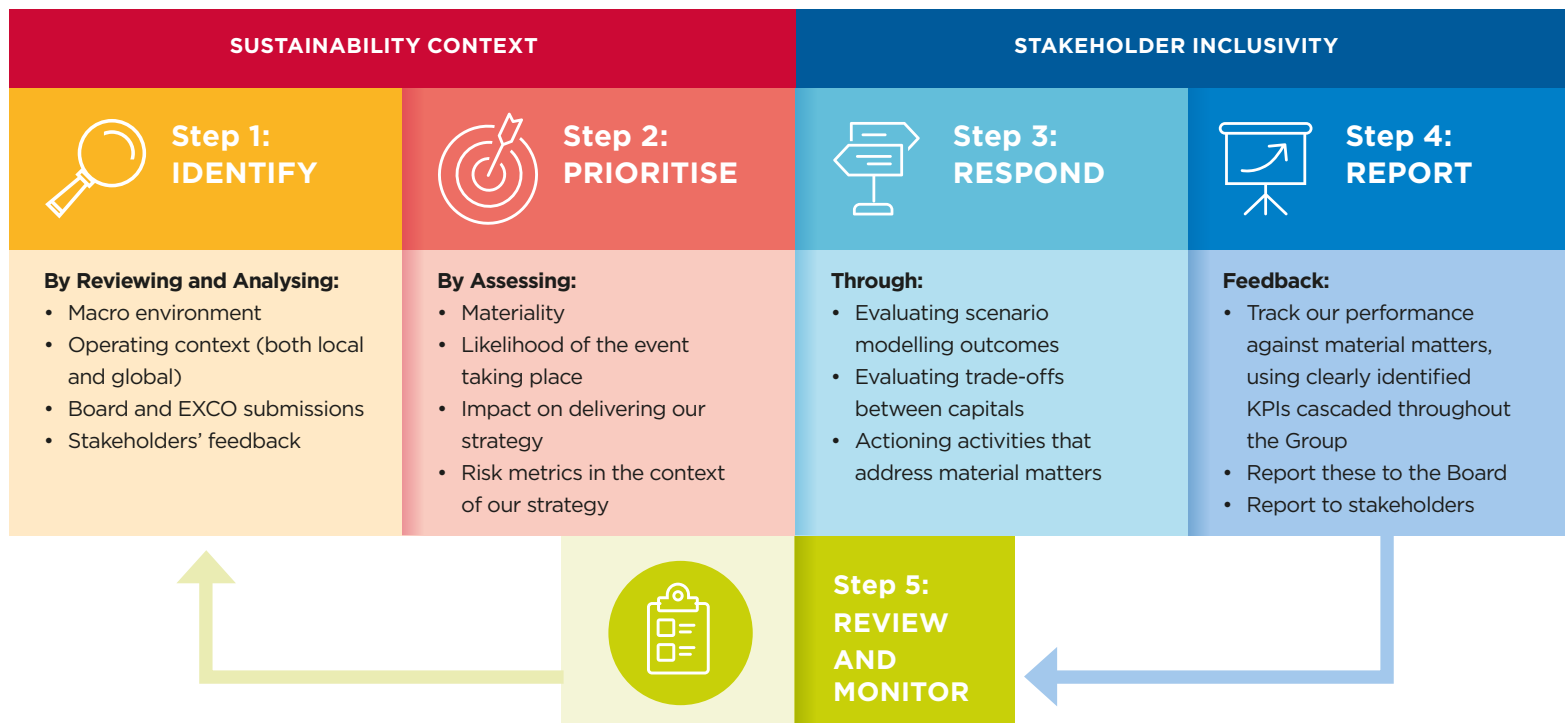 SUSTAINABILITY CONTEXT
STAKEHOLDER INCLUSIVITY
Step 1:
IDENTIFY
By Reviewing and Analysing:
• Macro environment
• Operating context (both local
and global)
• Board and EXCO submissions
• Stakeholders’ feedback
Step 2:
PRIORITISE
By Assessing:
• Materiality
• Likelihood of the event
taking place
• Impact on delivering our
strategy
• Risk metrics in the context
of our strategy
Step 3:
RESPOND
Through:
• Evaluating scenario
modelling outcomes
• Evaluating trade-offs
between capitals
• Actioning activities that
address material matters
Step 4:
REPORT
Feedback:
• Track our performance
against material matters,
using clearly identified
KPIs cascaded throughout
the Group
• Report these to the Board
• Report to stakeholders
Step 5:
REVIEW
AND
MONITOR